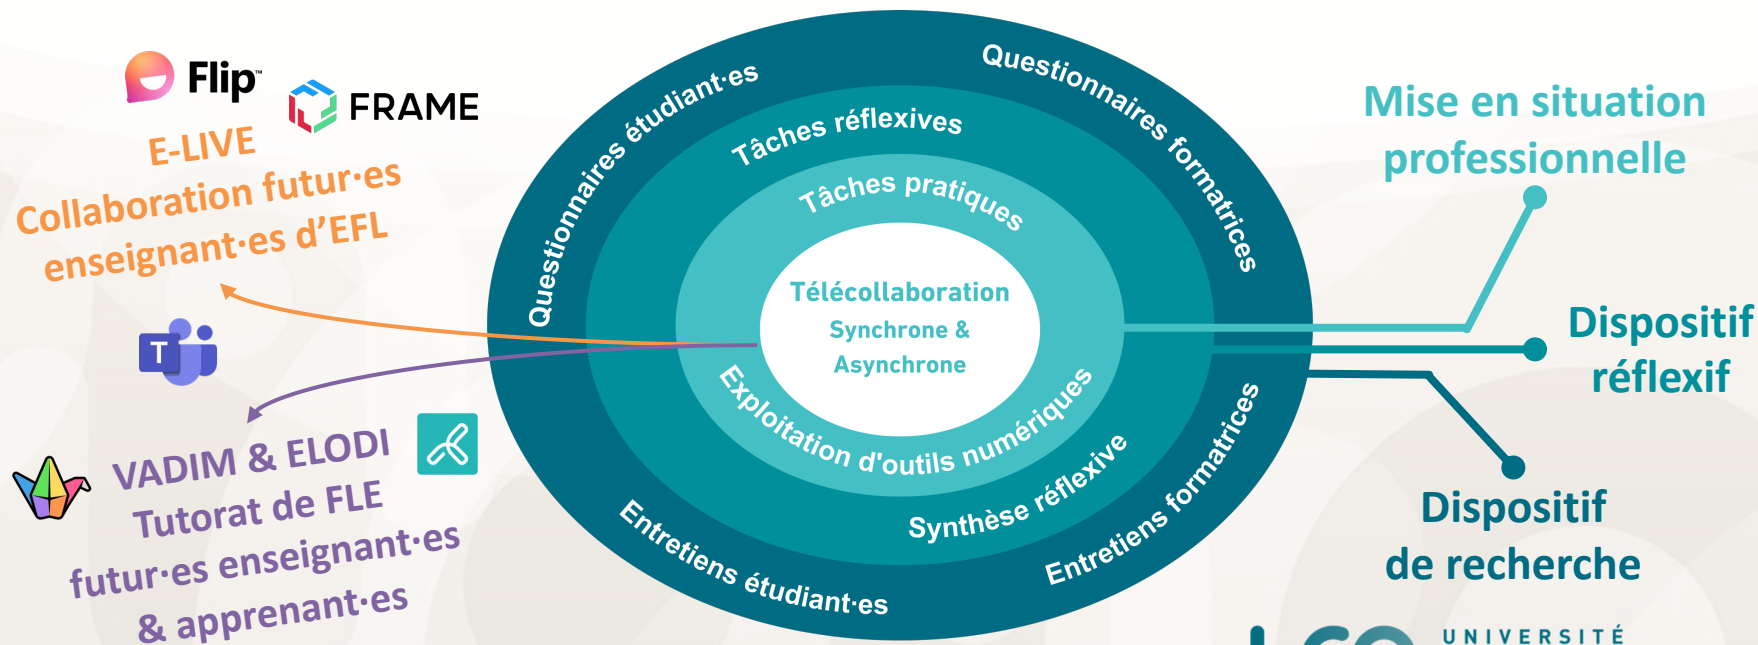 Flip™
FRAME
E-LIVE
Collaboration futur·es
enseignant·es d'EFL
T
VADIM & ELODI
Tutorat de FLE
futur·es enseignant·es
& apprenant·es
Questionnaires étudiant·es
Questionnaires formatrices
Tâches réflexives
Tâches pratiques
Télécollaboration
Synchrone &
Asynchrone
Exploitation d'outils numériques
Synthèse réflexive
Entretiens étudiant·es
Entretiens formatrices
Mise en situation
professionnelle
Dispositif
réflexif
Dispositif
de recherche
UNIVERSITÉ